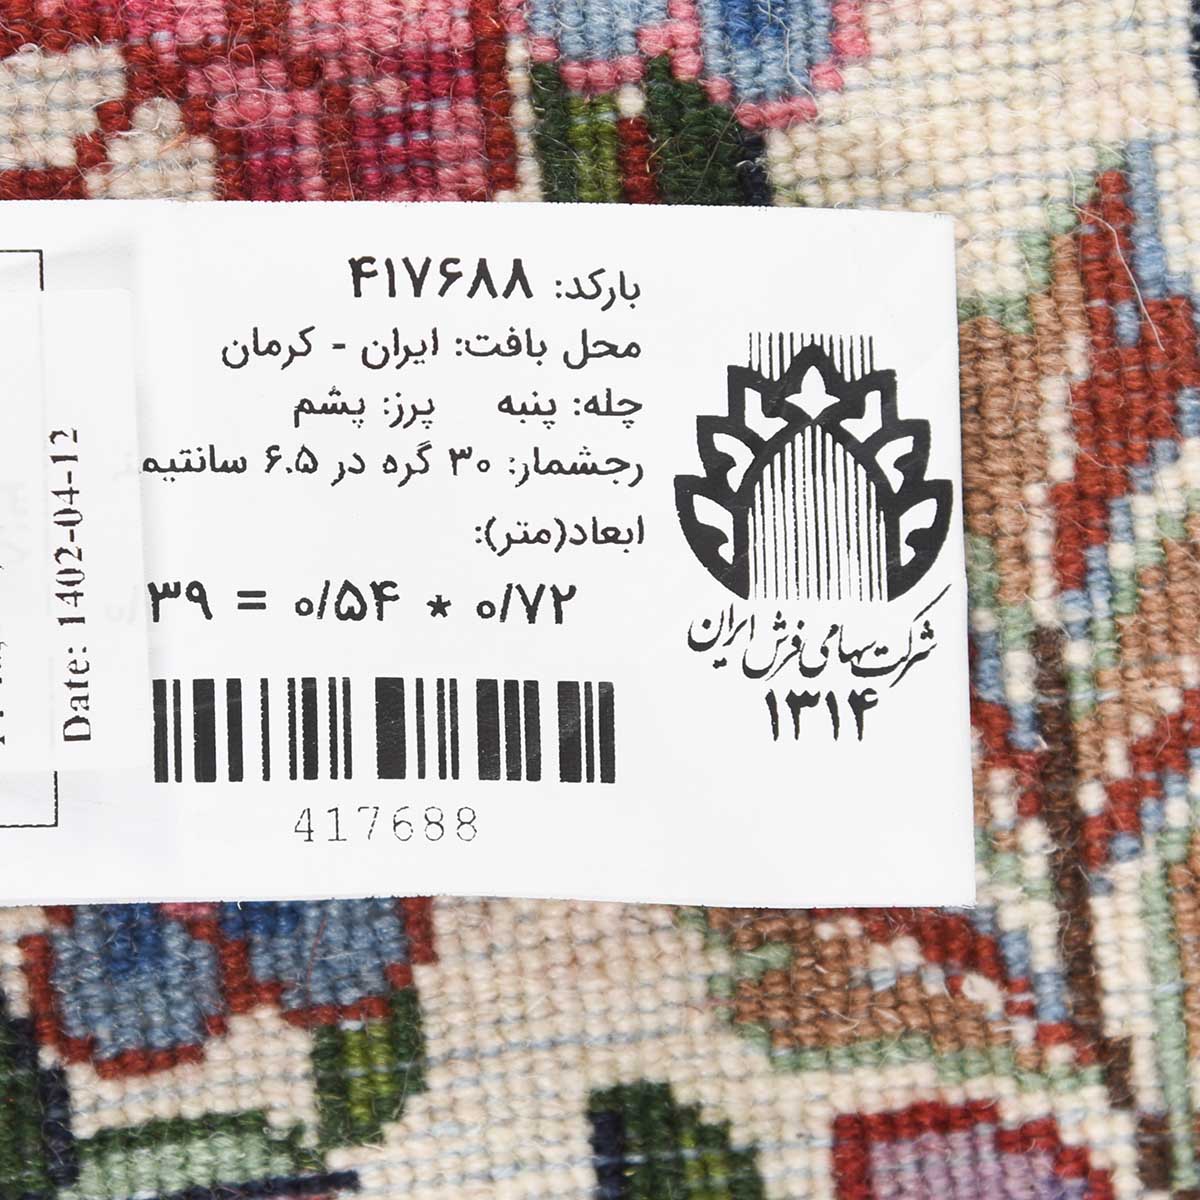 بارکد: ۴۱۷۶۸۸
محل بافت: ایران - کرمان
چله: پنبه پرز: پشم
رجشمار: ۳۰ گره در ۶.۵
ابعاد(متر):
۰/۷۲ * ۰/۵۴ = ۳۹
417688
شرکت سهامی فرش ایران
۱۳۱۴
Date: 1402-04-12